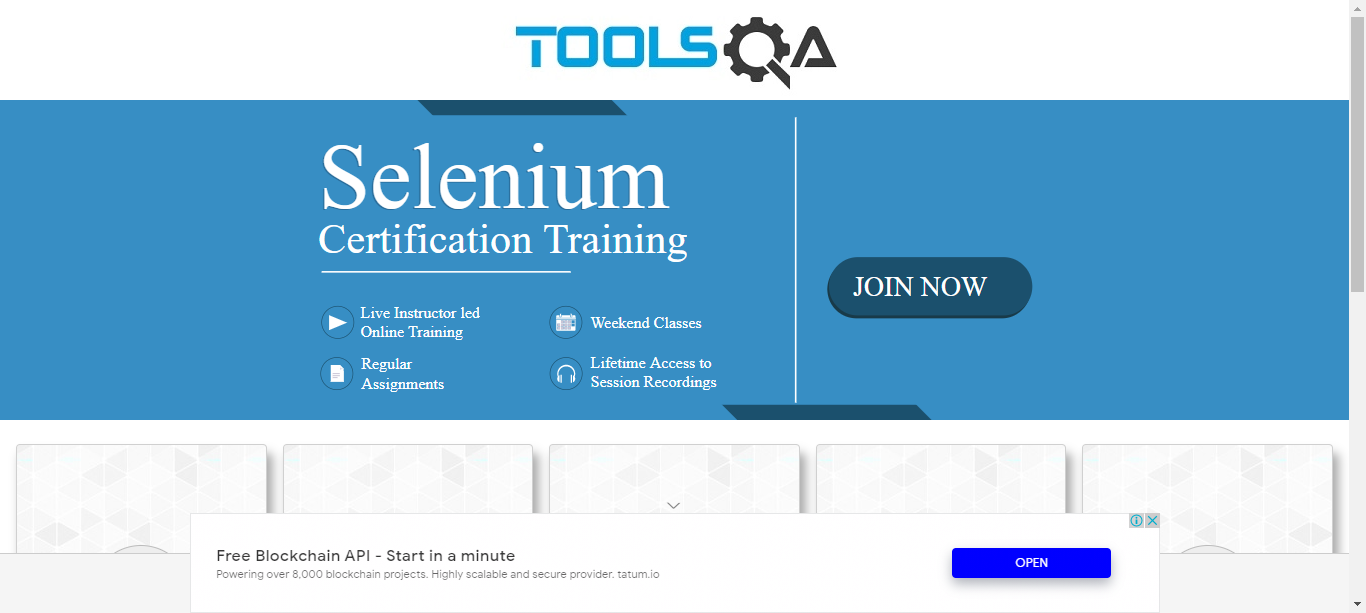 TOOLSQA
Selenium
Certification Training
JOIN NOW
Live Instructor led
Online Training
Weekend Classes
Regular
Assignments
Lifetime Access to
Session Recordings
Free Blockchain API - Start in a minute
Powering over 8,000 blockchain projects. Highly scalable and secure provider. tatum.io
OPEN